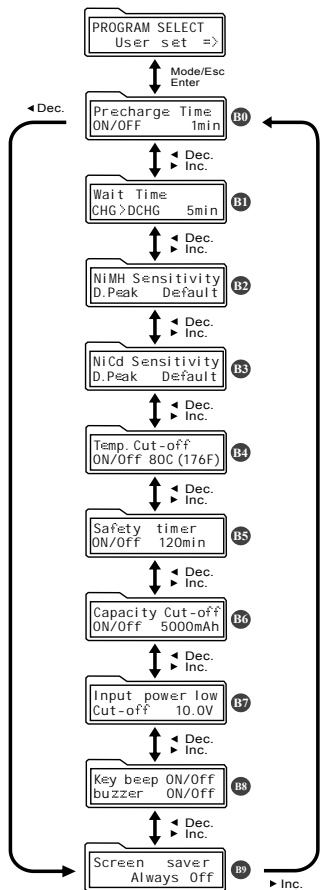 PROGRAM SELECT
User set =>
Mode/Esc
Enter
◄ Dec.
Precharge Time
ON/OFF 1min
B0
◄ Dec.
► Inc.
Wait Time
CHG>DCHG 5min
B1
◄ Dec.
► Inc.
NiMH Sensitivity
D.Peak Default
B2
◄ Dec.
► Inc.
NiCd Sensitivity
D.Peak Default
B3
◄ Dec.
► Inc.
Temp. Cut-off
ON/Off 80C (176F)
B4
◄ Dec.
► Inc.
Safety timer
ON/Off 120min
B5
◄ Dec.
► Inc.
Capacity Cut-off
ON/Off 5000mAh
B6
◄ Dec.
► Inc.
Input power low
Cut-off 10.0V
B7
◄ Dec.
► Inc.
Key beep ON/Off
buzzer ON/Off
B8
◄ Dec.
► Inc.
Screen saver
Always Off
B9
► Inc.